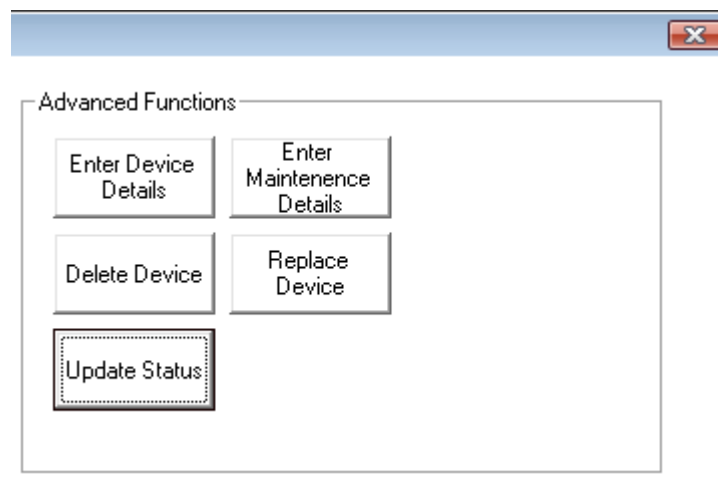 Advanced Functions
Enter Device
Details
Enter
Maintenence
Details
Delete Device
Replace
Device
Update Status